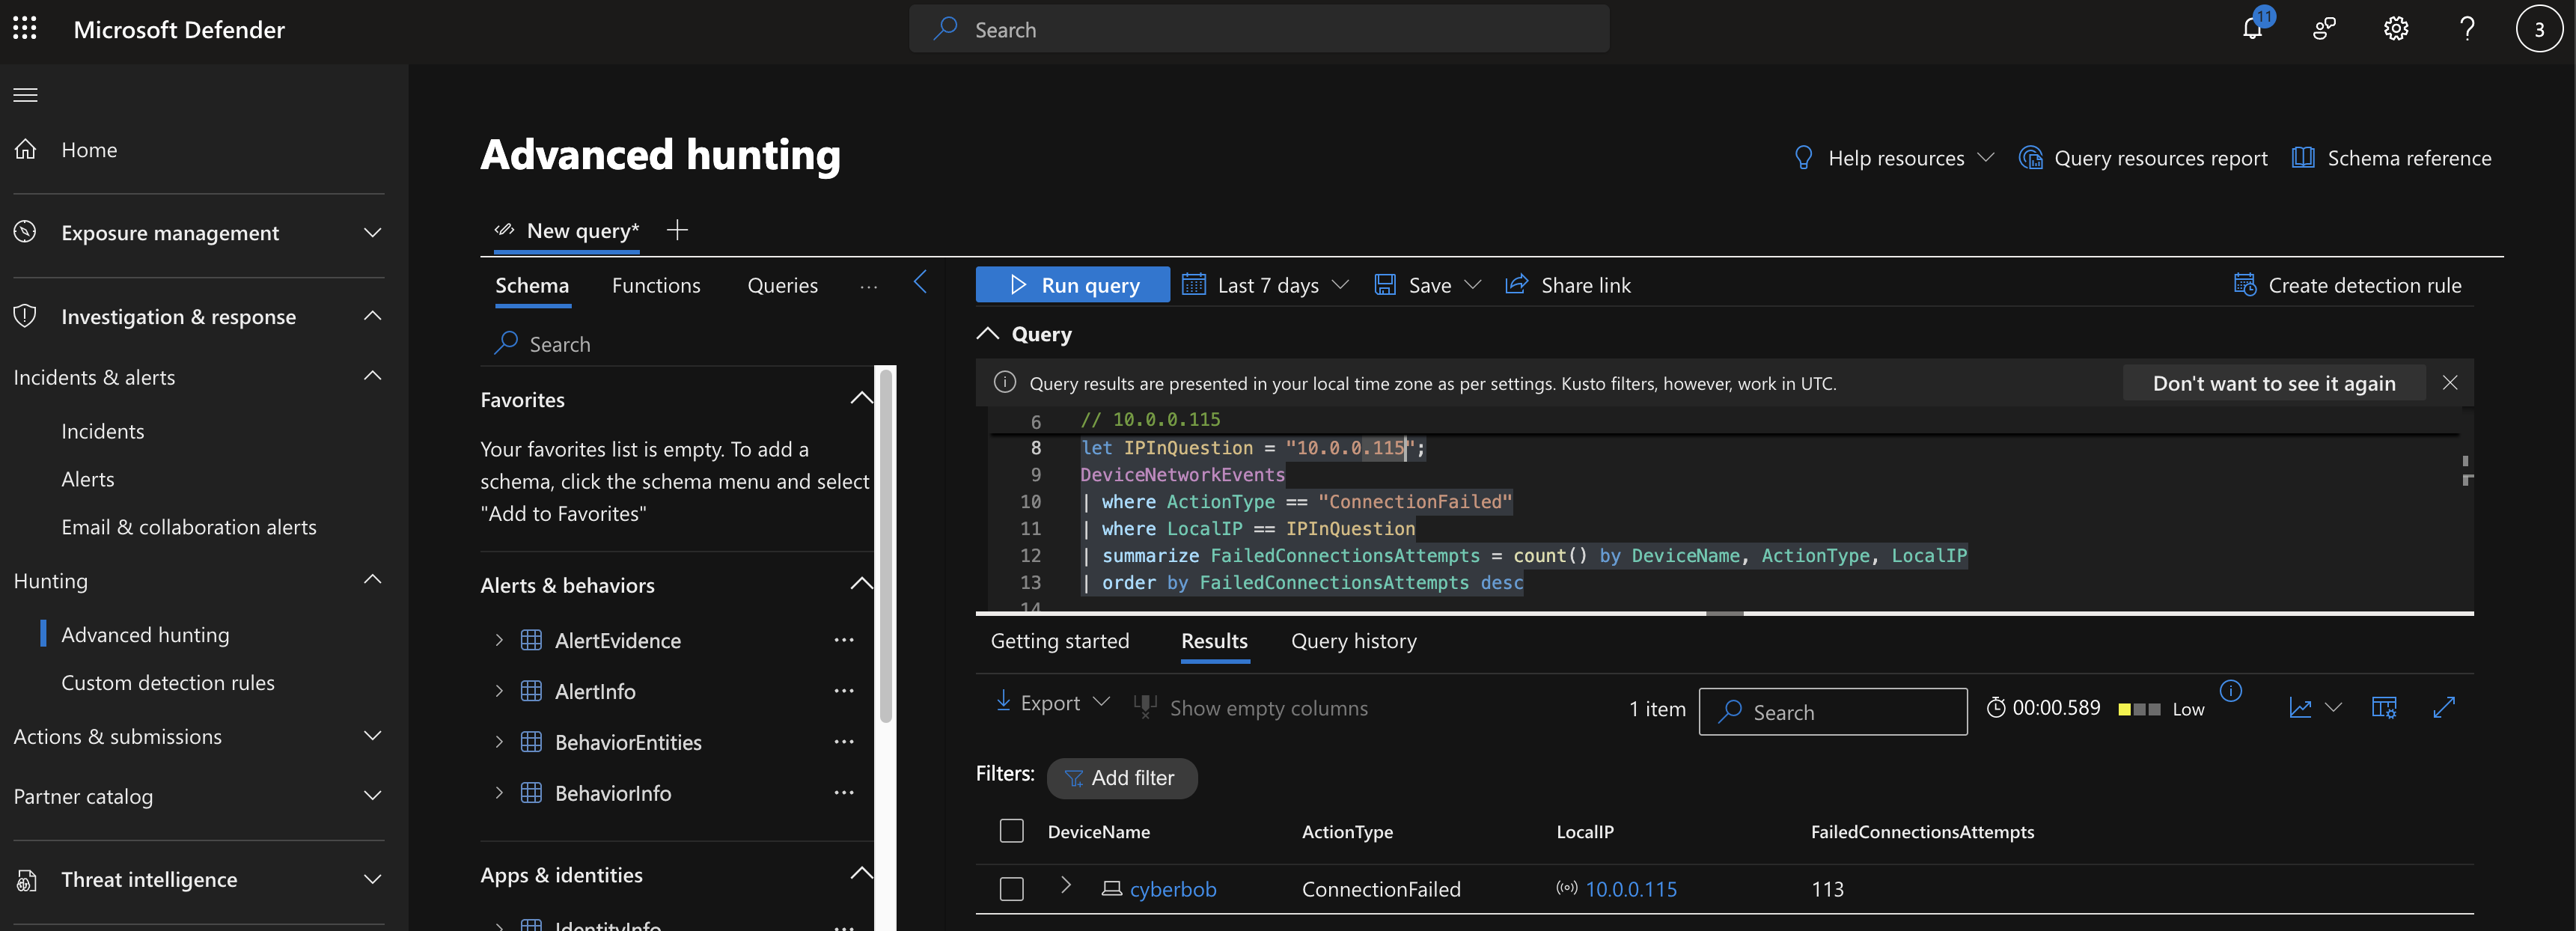 Microsoft Defender
Search
11
3
Home
Exposure management
Investigation & response
Incidents & alerts
Incidents
Alerts
Email & collaboration alerts
Hunting
Advanced hunting
Custom detection rules
Actions & submissions
Partner catalog
Threat intelligence
Advanced hunting
Help resources
Query resources report
Schema reference
New query*
Schema
Functions
Queries
Search
Favorites
Your favorites list is empty. To add a
schema, click the schema menu and select
"Add to Favorites"
Alerts & behaviors
AlertEvidence
AlertInfo
BehaviorEntities
BehaviorInfo
Apps & identities
IdentityInfo
Run query
Last 7 days
Save
Share link
Create detection rule
Query
Query results are presented in your local time zone as per settings. Kusto filters, however, work in UTC.
Don't want to see it again
6 // 10.0.0.115
8 let IPInQuestion = "10.0.0.115";
9 DeviceNetworkEvents
10 | where ActionType == "ConnectionFailed"
11 | where LocalIP == IPInQuestion
12 | summarize FailedConnectionsAttempts = count() by DeviceName, ActionType, LocalIP
13 | order by FailedConnectionsAttempts desc
14
Getting started
Results
Query history
Export
Show empty columns
1 item
Search
00:00.589
Low
Filters:
Add filter
DeviceName ActionType LocalIP FailedConnectionsAttempts
cyberbob ConnectionFailed 10.0.0.115 113